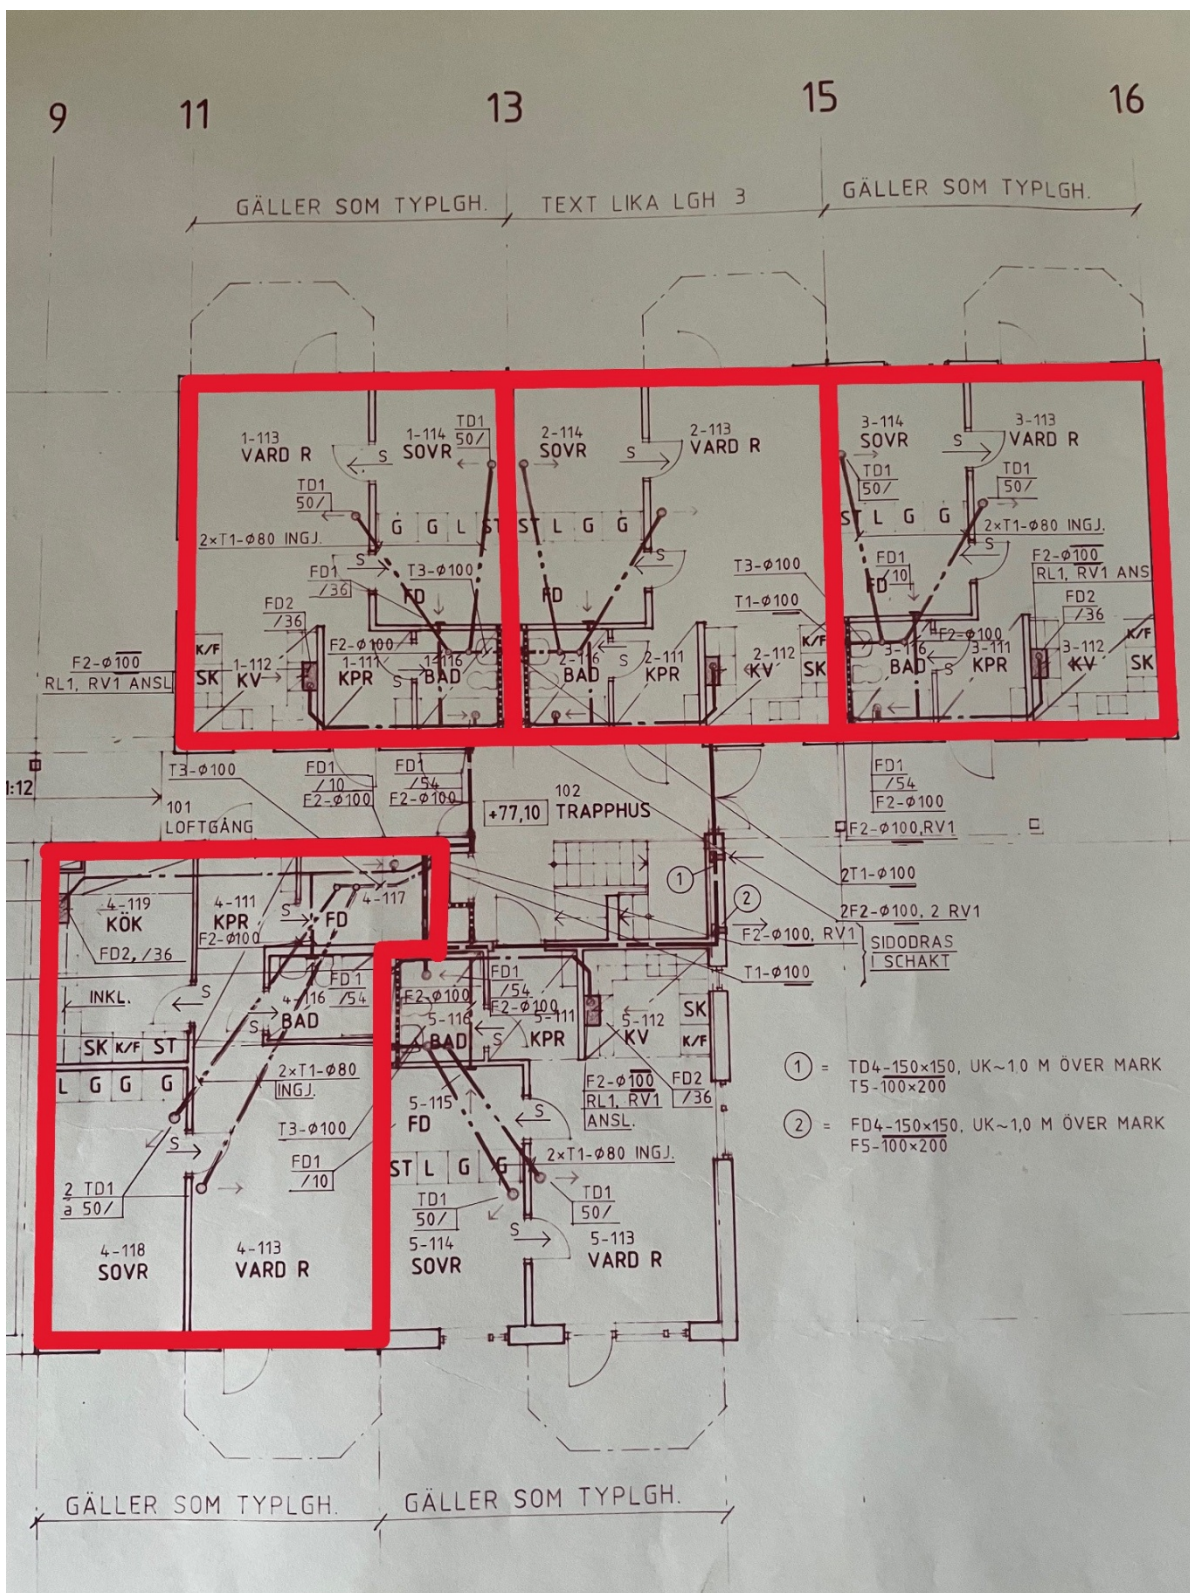 9 11 13 15 16
GÄLLER SOM TYPLGH.
TEXT LIKA LGH 3
GÄLLER SOM TYPLGH.
1-113
VARD R
1-114
SOVR
TD1
50/
TD1
50/
S
G G L ST
2×T1-Ø80 INGJ.
S
FD1
/36
T3-Ø100
FD
FD2
/36
F2-Ø100
K/F
SK
1-112
KV
1-111
KPR
1-116
BAD
S
F2-Ø100
RL1, RV1 ANSL
2-114
SOVR
2-113
VARD R
S
ST L G G
S
FD
2-116
BAD
S
2-111
KPR
2-112
KV
K/F
SK
T3-Ø100
T1-Ø100
3-114
SOVR
3-113
VARD R
S
TD1
50/
TD1
50/
ST L G G
2×T1-Ø80 INGJ.
S
FD1
/10
FD
F2-Ø100
RL1, RV1 ANS
FD2
/36
F2-Ø100
3-116
BAD
S
3-111
KPR
3-112
KV
K/F
SK
T3-Ø100
FD1
/10
F2-Ø100
FD1
/54
F2-Ø100
1:12
101
LOFTGÅNG
+77,10
102
TRAPPHUS
FD1
/54
F2-Ø100
F2-Ø100,RV1
2T1-Ø100
2F2-Ø100, 2 RV1
F2-Ø100, RV1
T1-Ø100
SIDODRAS
I SCHAKT
1
2
4-119
KÖK
4-111
KPR
S
FD
4-117
F2-Ø100
FD2, /36
INKL.
S
4-116
BAD
S
FD1
/54
SK K/F ST
L G G G
2×T1-Ø80
INGJ.
S
T3-Ø100
FD1
/10
2 TD1
a 50/
4-118
SOVR
4-113
VARD R
F2-Ø100
FD1
/54
F2-Ø100
5-116
BAD
S
5-111
KPR
5-112
KV
SK
K/F
F2-Ø100
RL1, RV1
ANSL.
FD2
/36
5-115
FD
S
2×T1-Ø80 INGJ.
ST L G G
TD1
50/
TD1
50/
5-114
SOVR
S
5-113
VARD R
1 = TD4-150×150, UK~1,0 M ÖVER MARK
T5-100×200
2 = FD4-150×150, UK~1,0 M ÖVER MARK
F5-100×200
GÄLLER SOM TYPLGH.
GÄLLER SOM TYPLGH.